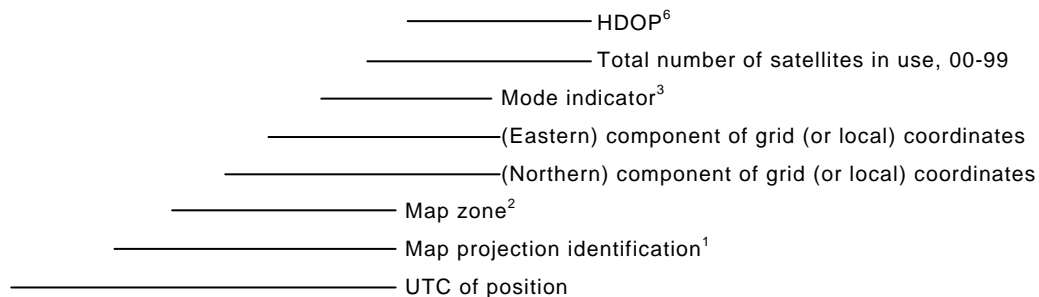 HDOP⁶
Total number of satellites in use, 00-99
Mode indicator³
(Eastern) component of grid (or local) coordinates
(Northern) component of grid (or local) coordinates
Map zone²
Map projection identification¹
UTC of position